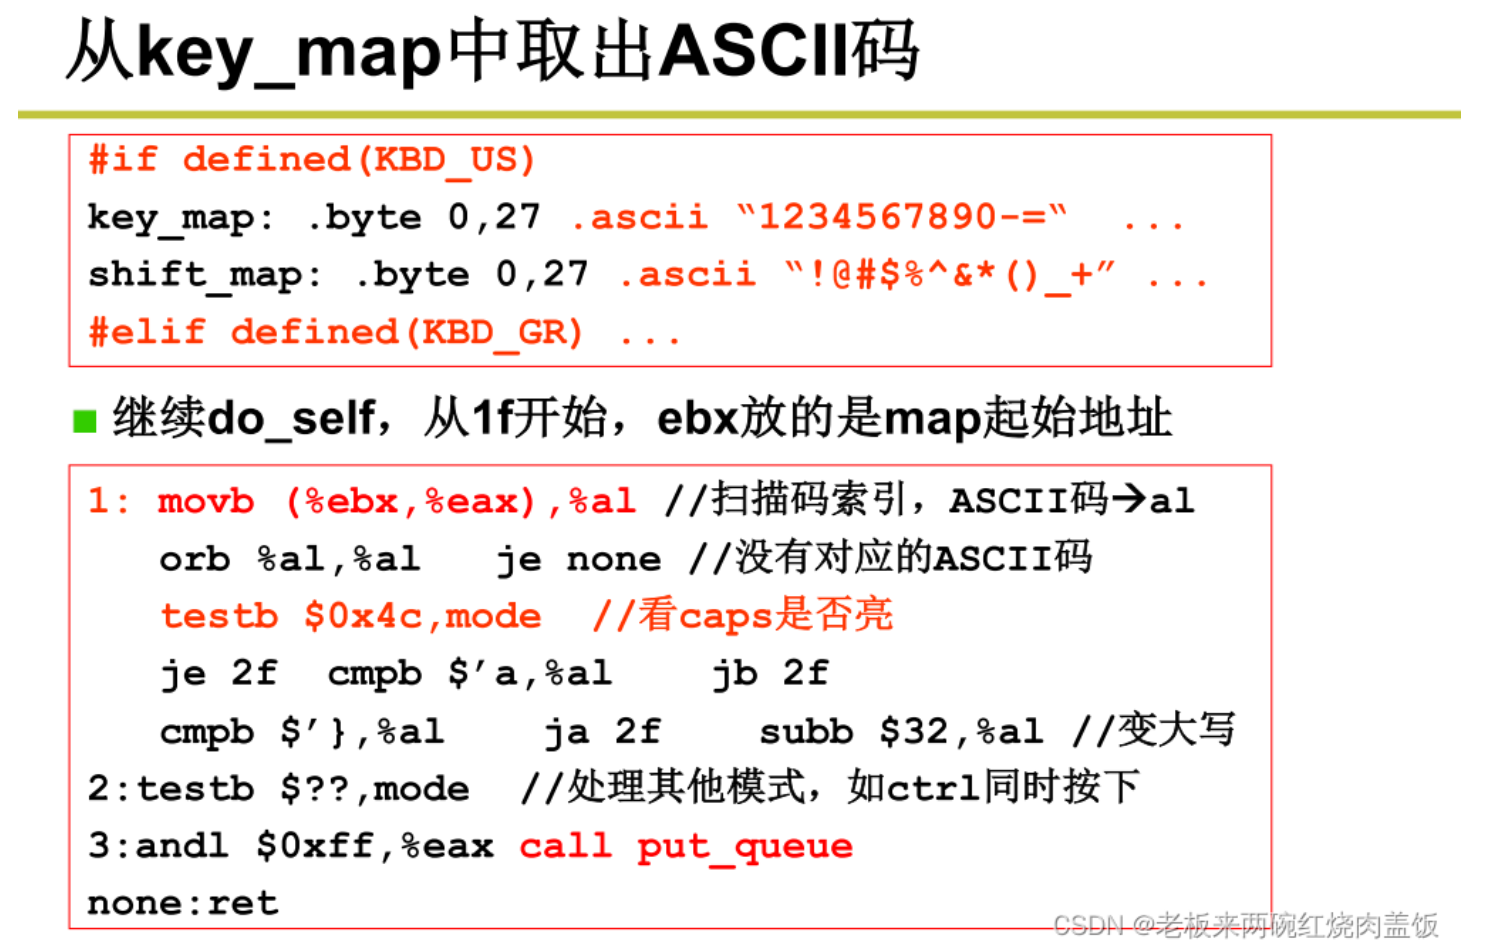 从key_map中取出ASCII码
#if defined(KBD_US)
key_map: .byte 0,27 .ascii “1234567890-=“ ...
shift_map: .byte 0,27 .ascii “!@#$%^&*()_+” ...
#elif defined(KBD_GR) ...
继续do_self，从1f开始，ebx放的是map起始地址
1: movb (%ebx,%eax),%al //扫描码索引，ASCII码→al
orb %al,%al je none //没有对应的ASCII码
testb $0x4c,mode //看caps是否亮
je 2f cmpb $’a,%al jb 2f
cmpb $’},%al ja 2f subb $32,%al //变大写
2:testb $??,mode //处理其他模式，如ctrl同时按下
3:andl $0xff,%eax call put_queue
none:ret
CSDN @老板来两碗红烧肉盖饭